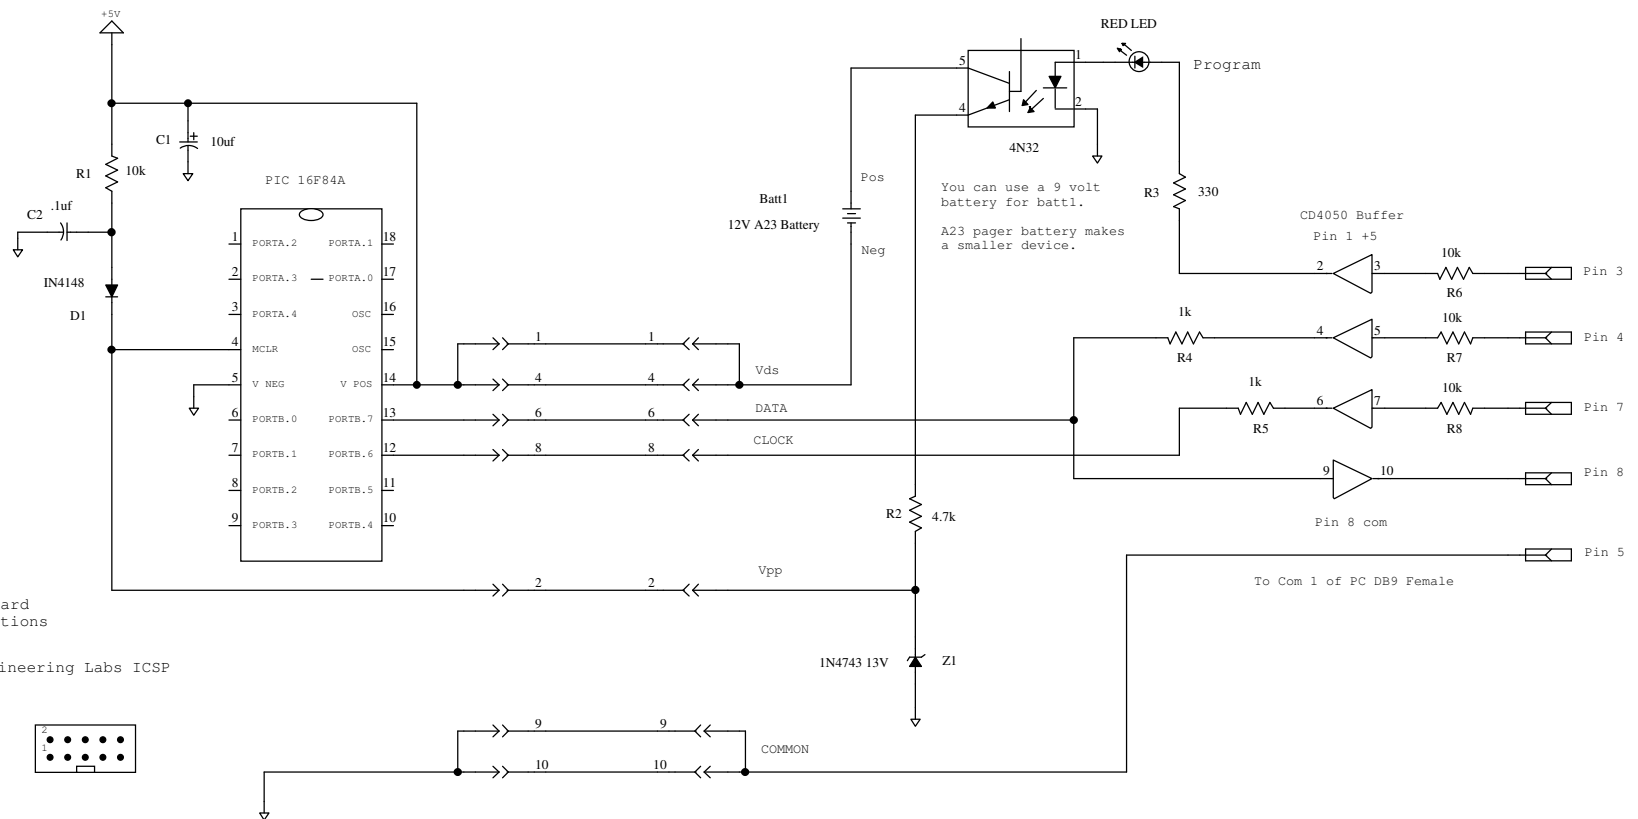 +5V
RED LED
Program
5
1
4
2
4N32
C1
+
10uf
R1
10k
PIC 16F84A
C2
.1uf
Pos
Batt1
12V A23 Battery
Neg
You can use a 9 volt
battery for batt1.
A23 pager battery makes
a smaller device.
R3
330
CD4050 Buffer
Pin 1 +5
2
3
10k
R6
Pin 3
1
PORTA.2
PORTA.1
18
2
PORTA.3
PORTA.0
17
3
PORTA.4
OSC
16
4
MCLR
OSC
15
5
V NEG
V POS
14
6
PORTB.0
PORTB.7
13
7
PORTB.1
PORTB.6
12
8
PORTB.2
PORTB.5
11
9
PORTB.3
PORTB.4
10
IN4148
D1
1k
R4
4
5
10k
R7
Pin 4
1
1
4
4
Vds
6
6
DATA
8
8
CLOCK
1k
R5
6
7
10k
R8
Pin 7
9
10
Pin 8
Pin 8 com
R2
4.7k
Pin 5
To Com 1 of PC DB9 Female
2
2
Vpp
ard
tions
ineering Labs ICSP
1N4743 13V
Z1
2
1
9
9
COMMON
10
10